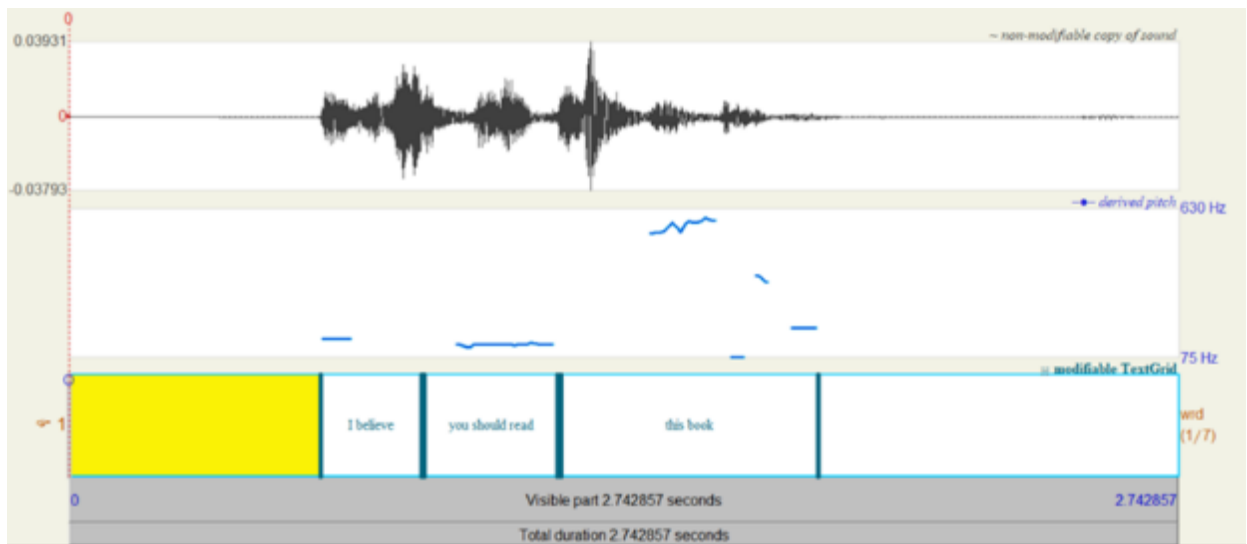 0
0.03931
~ non-modifiable copy of sound
0
-0.03793
derived pitch
630 Hz
75 Hz
modifiable TextGrid
0
1
I believe
you should read
this book
wrd
(1/7)
0
Visible part 2.742857 seconds
2.742857
Total duration 2.742857 seconds